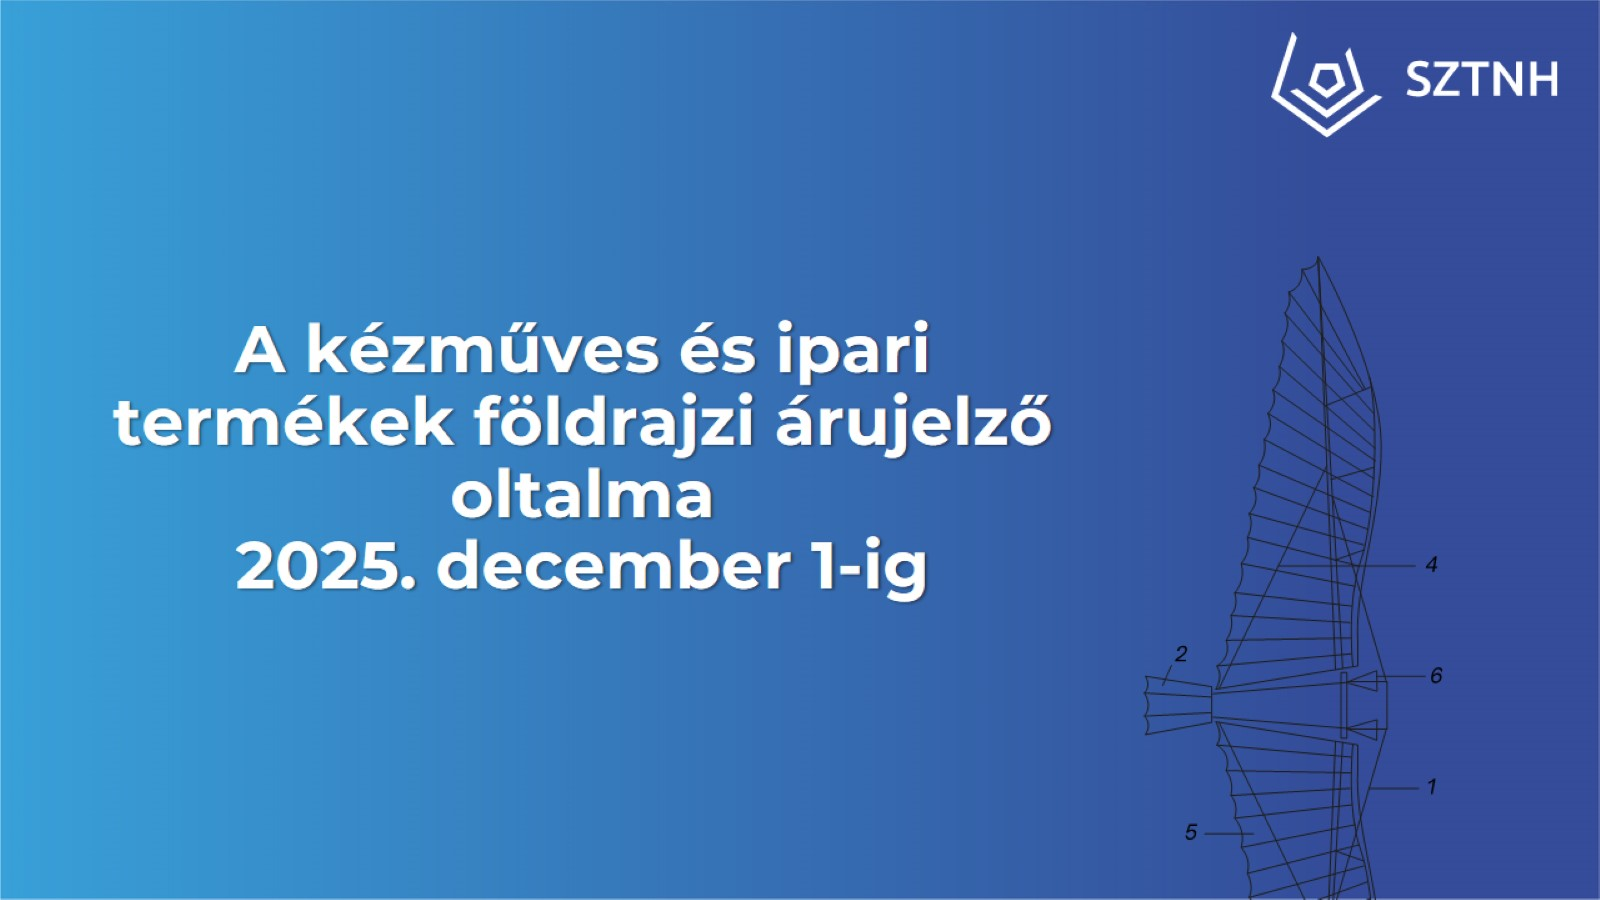 SZTNH
A kézműves és ipari
termékek földrajzi árujelző
oltalma
2025. december 1-ig
4
2
6
1
5